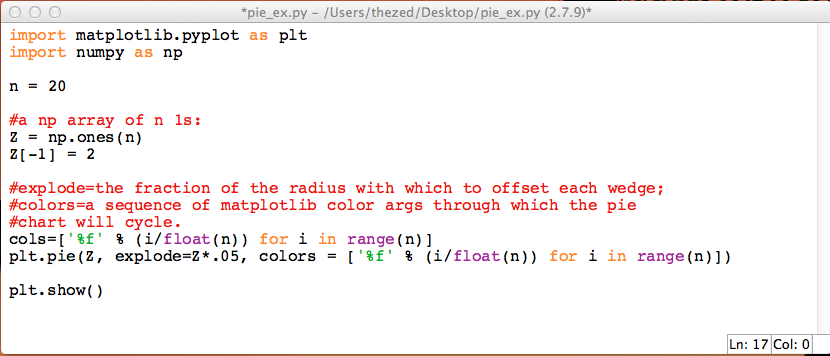 *pie_ex.py – /Users/thezed/Desktop/pie_ex.py (2.7.9)*
import matplotlib.pyplot as plt
import numpy as np
n = 20
#a np array of n 1s:
Z = np.ones(n)
Z[-1] = 2
#explode=the fraction of the radius with which to offset each wedge;
#colors=a sequence of matplotlib color args through which the pie
#chart will cycle.
cols=['%f' % (i/float(n)) for i in range(n)]
plt.pie(Z, explode=Z*.05, colors = ['%f' % (i/float(n)) for i in range(n)])
plt.show()
Ln: 17 Col: 0